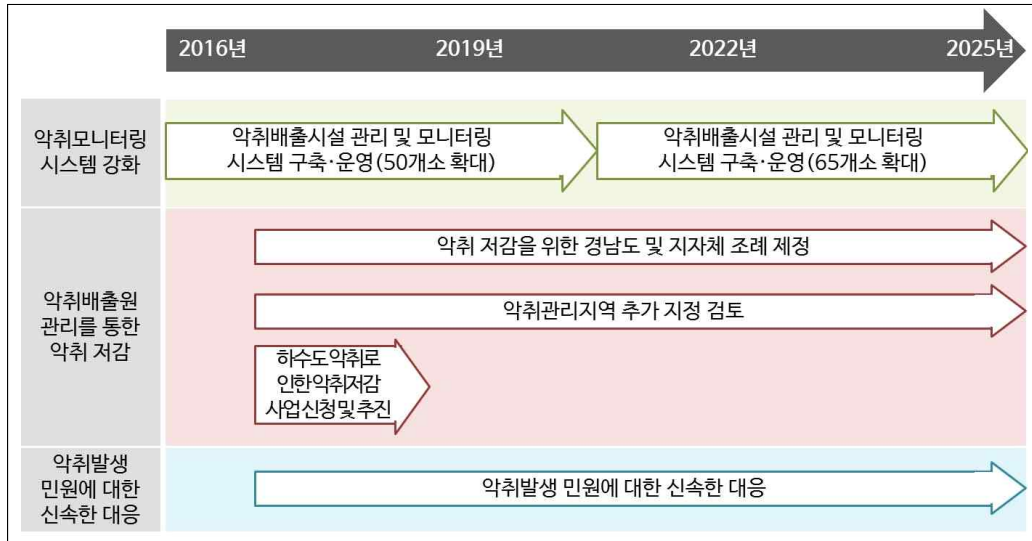 2016년 2019년 2022년 2025년
악취모니터링
시스템 강화
악취배출시설 관리 및 모니터링
시스템 구축·운영(50개소 확대)
악취배출시설 관리 및 모니터링
시스템 구축·운영(65개소 확대)
악취배출원
관리를 통한
악취 저감
악취 저감을 위한 경남도 및 지자체 조례 제정
악취관리지역 추가 지정 검토
하수도 악취로
인한 악취저감
사업신청 및 추진
악취발생
민원에 대한
신속한 대응
악취발생 민원에 대한 신속한 대응